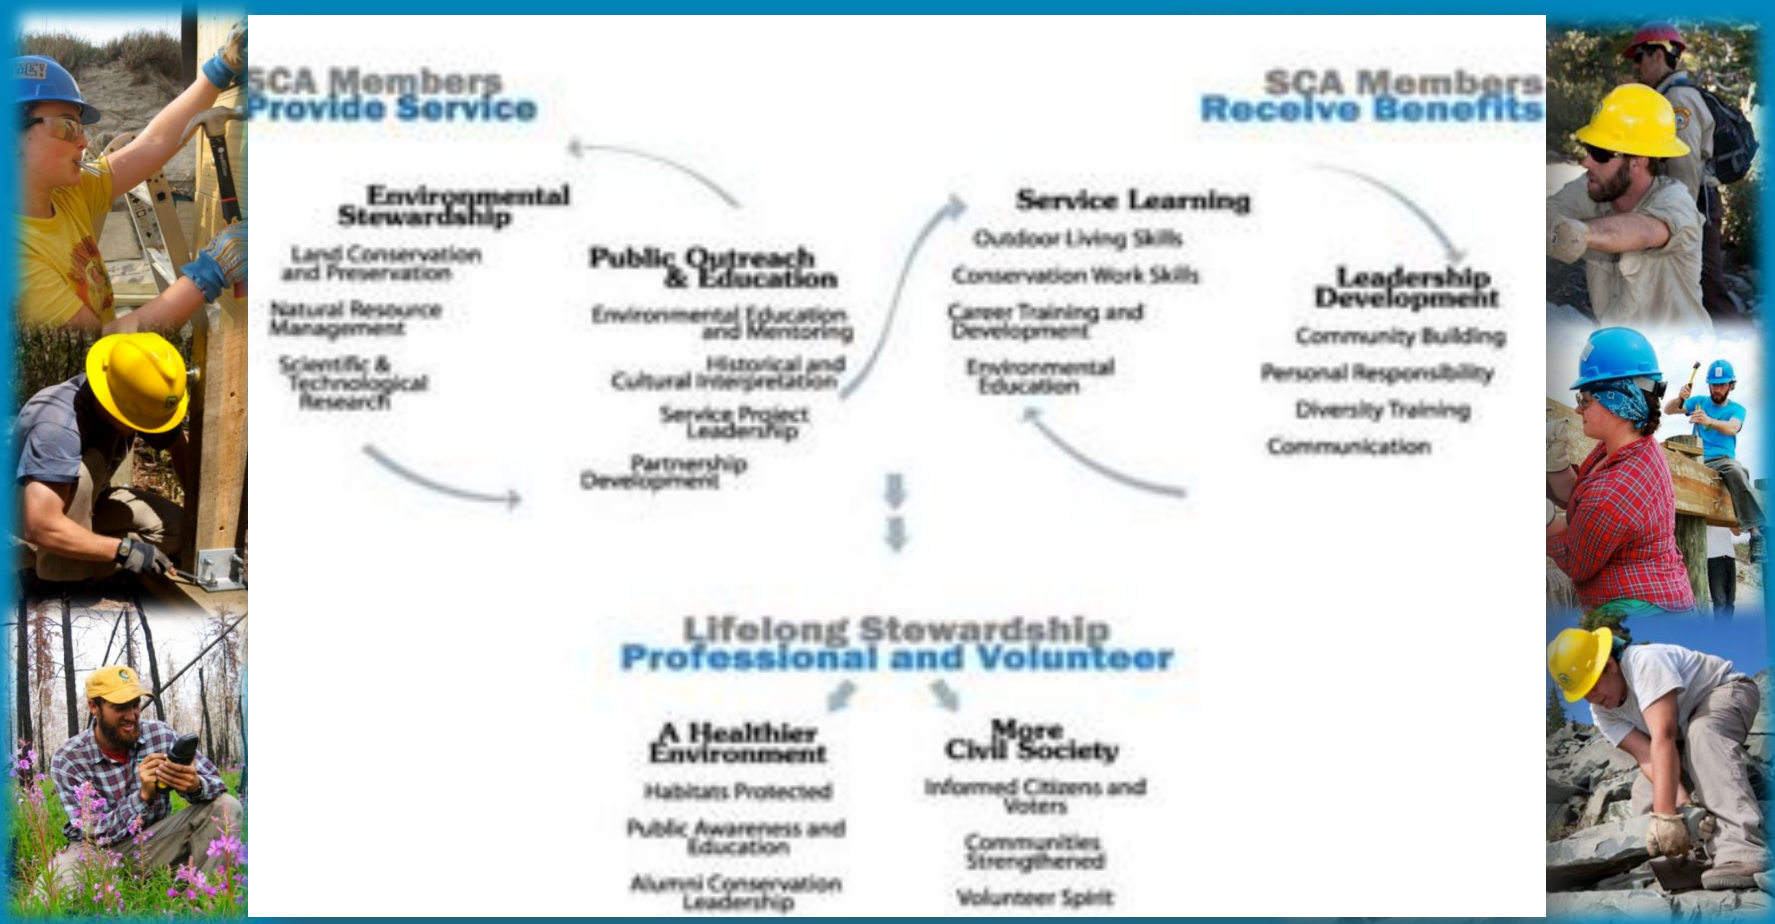 SCA Members
Provide Service
Environmental
Stewardship
Land Conservation
and Preservation
Natural Resource
Management
Scientific &
Technological
Research
Public Outreach
& Education
Environmental Education
and Mentoring
Historical and
Cultural Interpretation
Service Project
Leadership
Partnership
Development
SCA Members
Receive Benefits
Service Learning
Outdoor Living Skills
Conservation Work Skills
Career Training and
Development
Environmental
Education
Leadership
Development
Community Building
Personal Responsibility
Diversity Training
Communication
Lifelong Stewardship
Professional and Volunteer
A Healthier
Environment
Habitats Protected
Public Awareness and
Education
Alumni Conservation
Leadership
More
Civil Society
Informed Citizens and
Voters
Communities
Strengthened
Volunteer Spirit